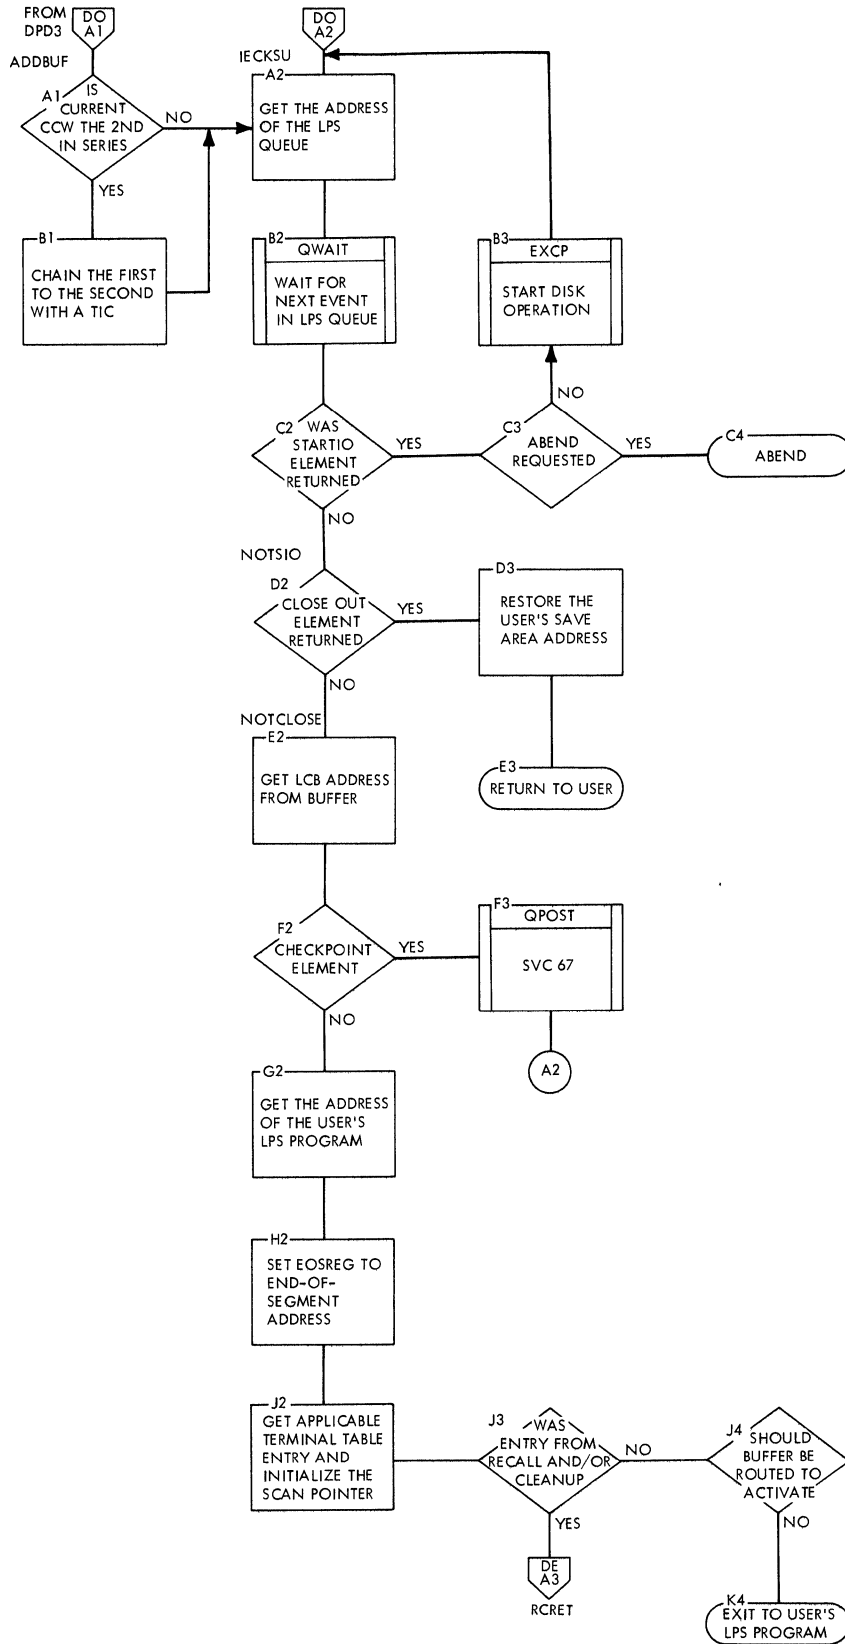 FROM
DPD3
DO
A1
DO
A2
ADDBUF
IECKSU
A1
IS
CURRENT
CCW THE 2ND
IN SERIES
NO
YES
A2
GET THE ADDRESS
OF THE LPS
QUEUE
B1
CHAIN THE FIRST
TO THE SECOND
WITH A TIC
B2
QWAIT
WAIT FOR
NEXT EVENT
IN LPS QUEUE
B3
EXCP
START DISK
OPERATION
NO
C2
WAS
STARTIO
ELEMENT
RETURNED
YES
NO
C3
ABEND
REQUESTED
YES
C4
ABEND
NOTSIO
D2
CLOSE OUT
ELEMENT
RETURNED
YES
NO
D3
RESTORE THE
USER'S SAVE
AREA ADDRESS
NOTCLOSE
E2
GET LCB ADDRESS
FROM BUFFER
E3
RETURN TO USER
F2
CHECKPOINT
ELEMENT
YES
NO
F3
QPOST
SVC 67
A2
G2
GET THE ADDRESS
OF THE USER'S
LPS PROGRAM
H2
SET EOSREG TO
END-OF-
SEGMENT
ADDRESS
J2
GET APPLICABLE
TERMINAL TABLE
ENTRY AND
INITIALIZE THE
SCAN POINTER
J3
WAS
ENTRY FROM
RECALL AND/OR
CLEANUP
NO
YES
J4
SHOULD
BUFFER BE
ROUTED TO
ACTIVATE
NO
DE
A3
RCRET
K4
EXIT TO USER'S
LPS PROGRAM